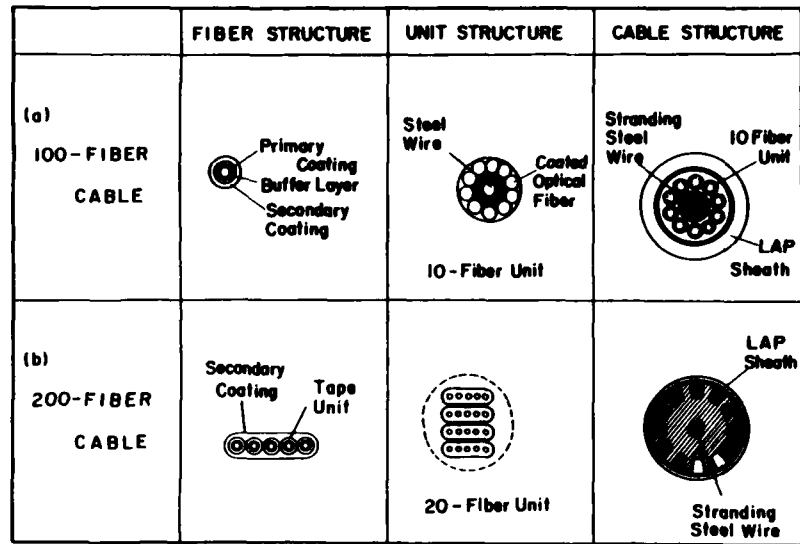 FIBER STRUCTURE
UNIT STRUCTURE
CABLE STRUCTURE
(a)
100-FIBER
CABLE
Primary
Coating
Buffer Layer
Secondary
Coating
Steel
Wire
Coated
Optical
Fiber
10-Fiber Unit
Stranding
Steel
Wire
10 Fiber
Unit
LAP
Sheath
(b)
200-FIBER
CABLE
Secondary
Coating
Tape
Unit
20-Fiber Unit
LAP
Sheath
Stranding
Steel Wire